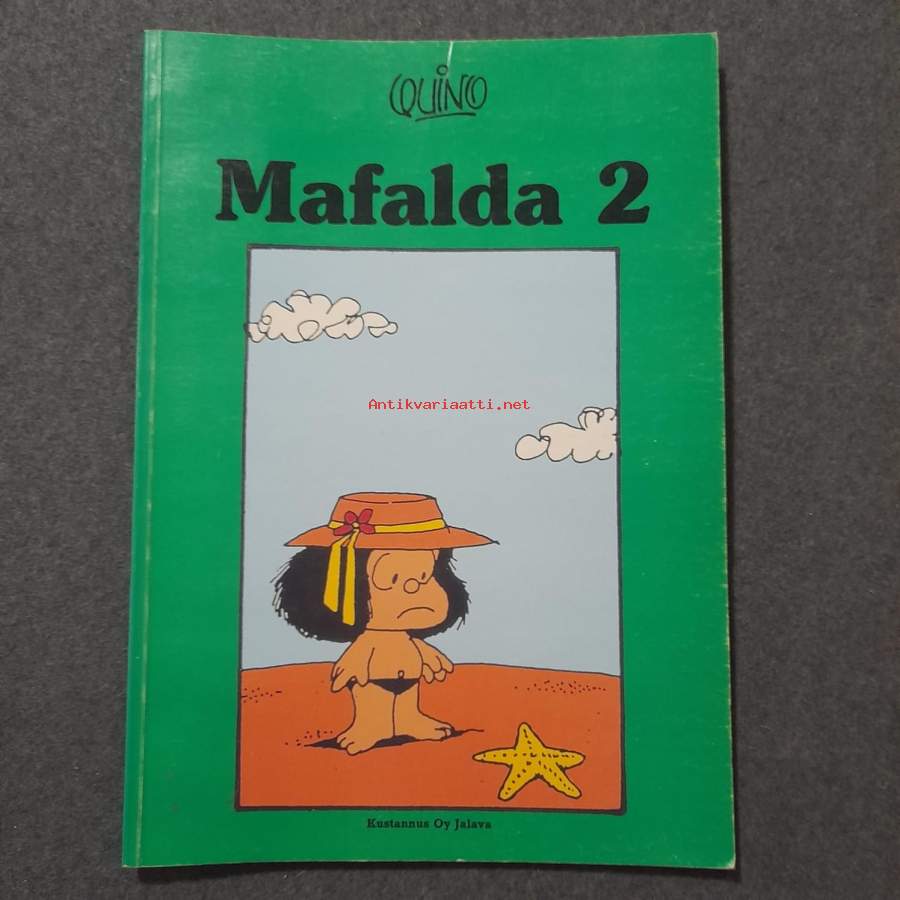 QUINO
Mafalda 2
Antikvariaatti.net
Kustannus Oy Jalava